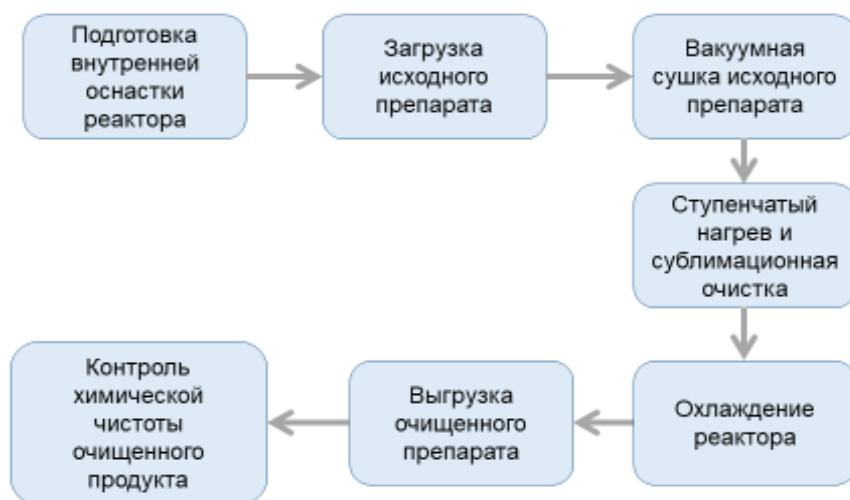 Подготовка
внутренней
оснастки
реактора
Загрузка
исходного
препарата
Вакуумная
сушка исходного
препарата
Ступенчатый
нагрев и
сублимационная
очистка
Охлаждение
реактора
Выгрузка
очищенного
препарата
Контроль
химической
чистоты
очищенного
продукта